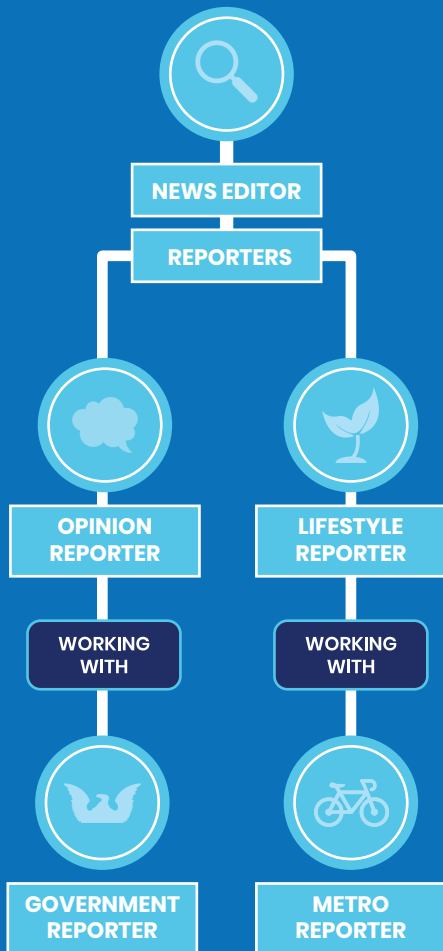 NEWS EDITOR
REPORTERS
OPINION
REPORTER
LIFESTYLE
REPORTER
WORKING
WITH
WORKING
WITH
GOVERNMENT
REPORTER
METRO
REPORTER